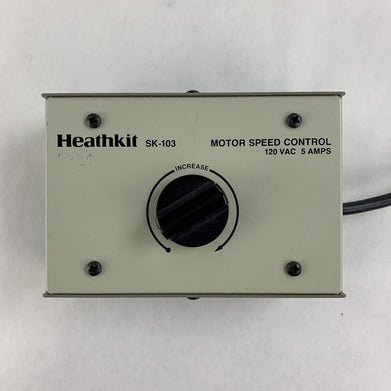 Heathkit SK-103
MOTOR SPEED CONTROL
120 VAC 5 AMPS
INCREASE